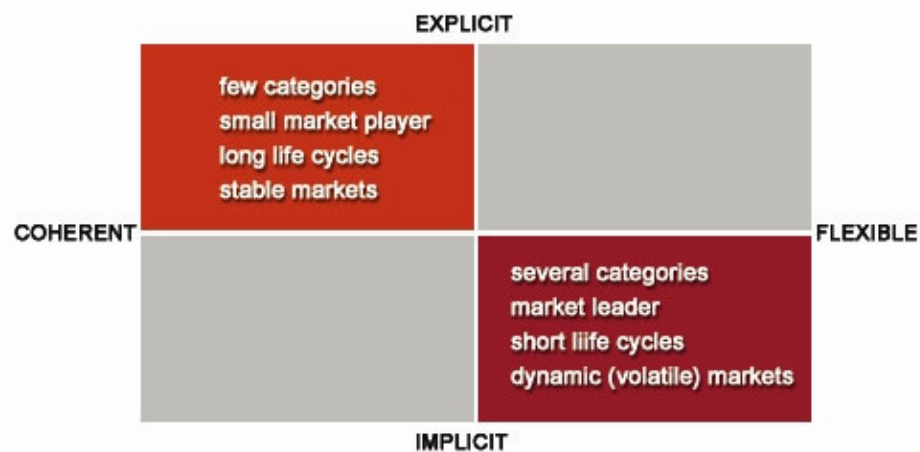 EXPLICIT
few categories
small market player
long life cycles
stable markets
COHERENT
FLEXIBLE
several categories
market leader
short liife cycles
dynamic (volatile) markets
IMPLICIT